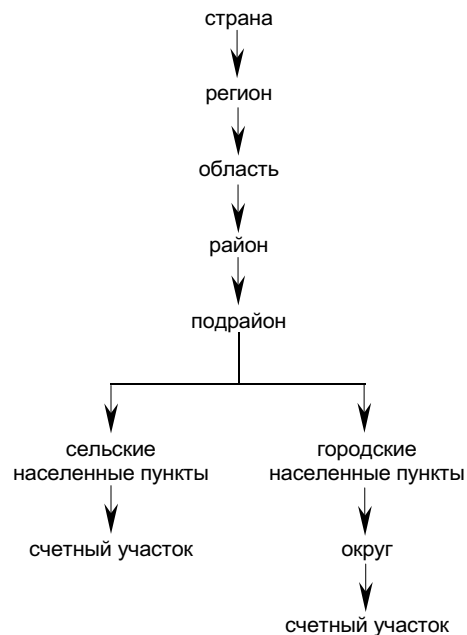 страна
регион
область
район
подрайон
сельские
населенные пункты
счетный участок
городские
населенные пункты
округ
счетный участок